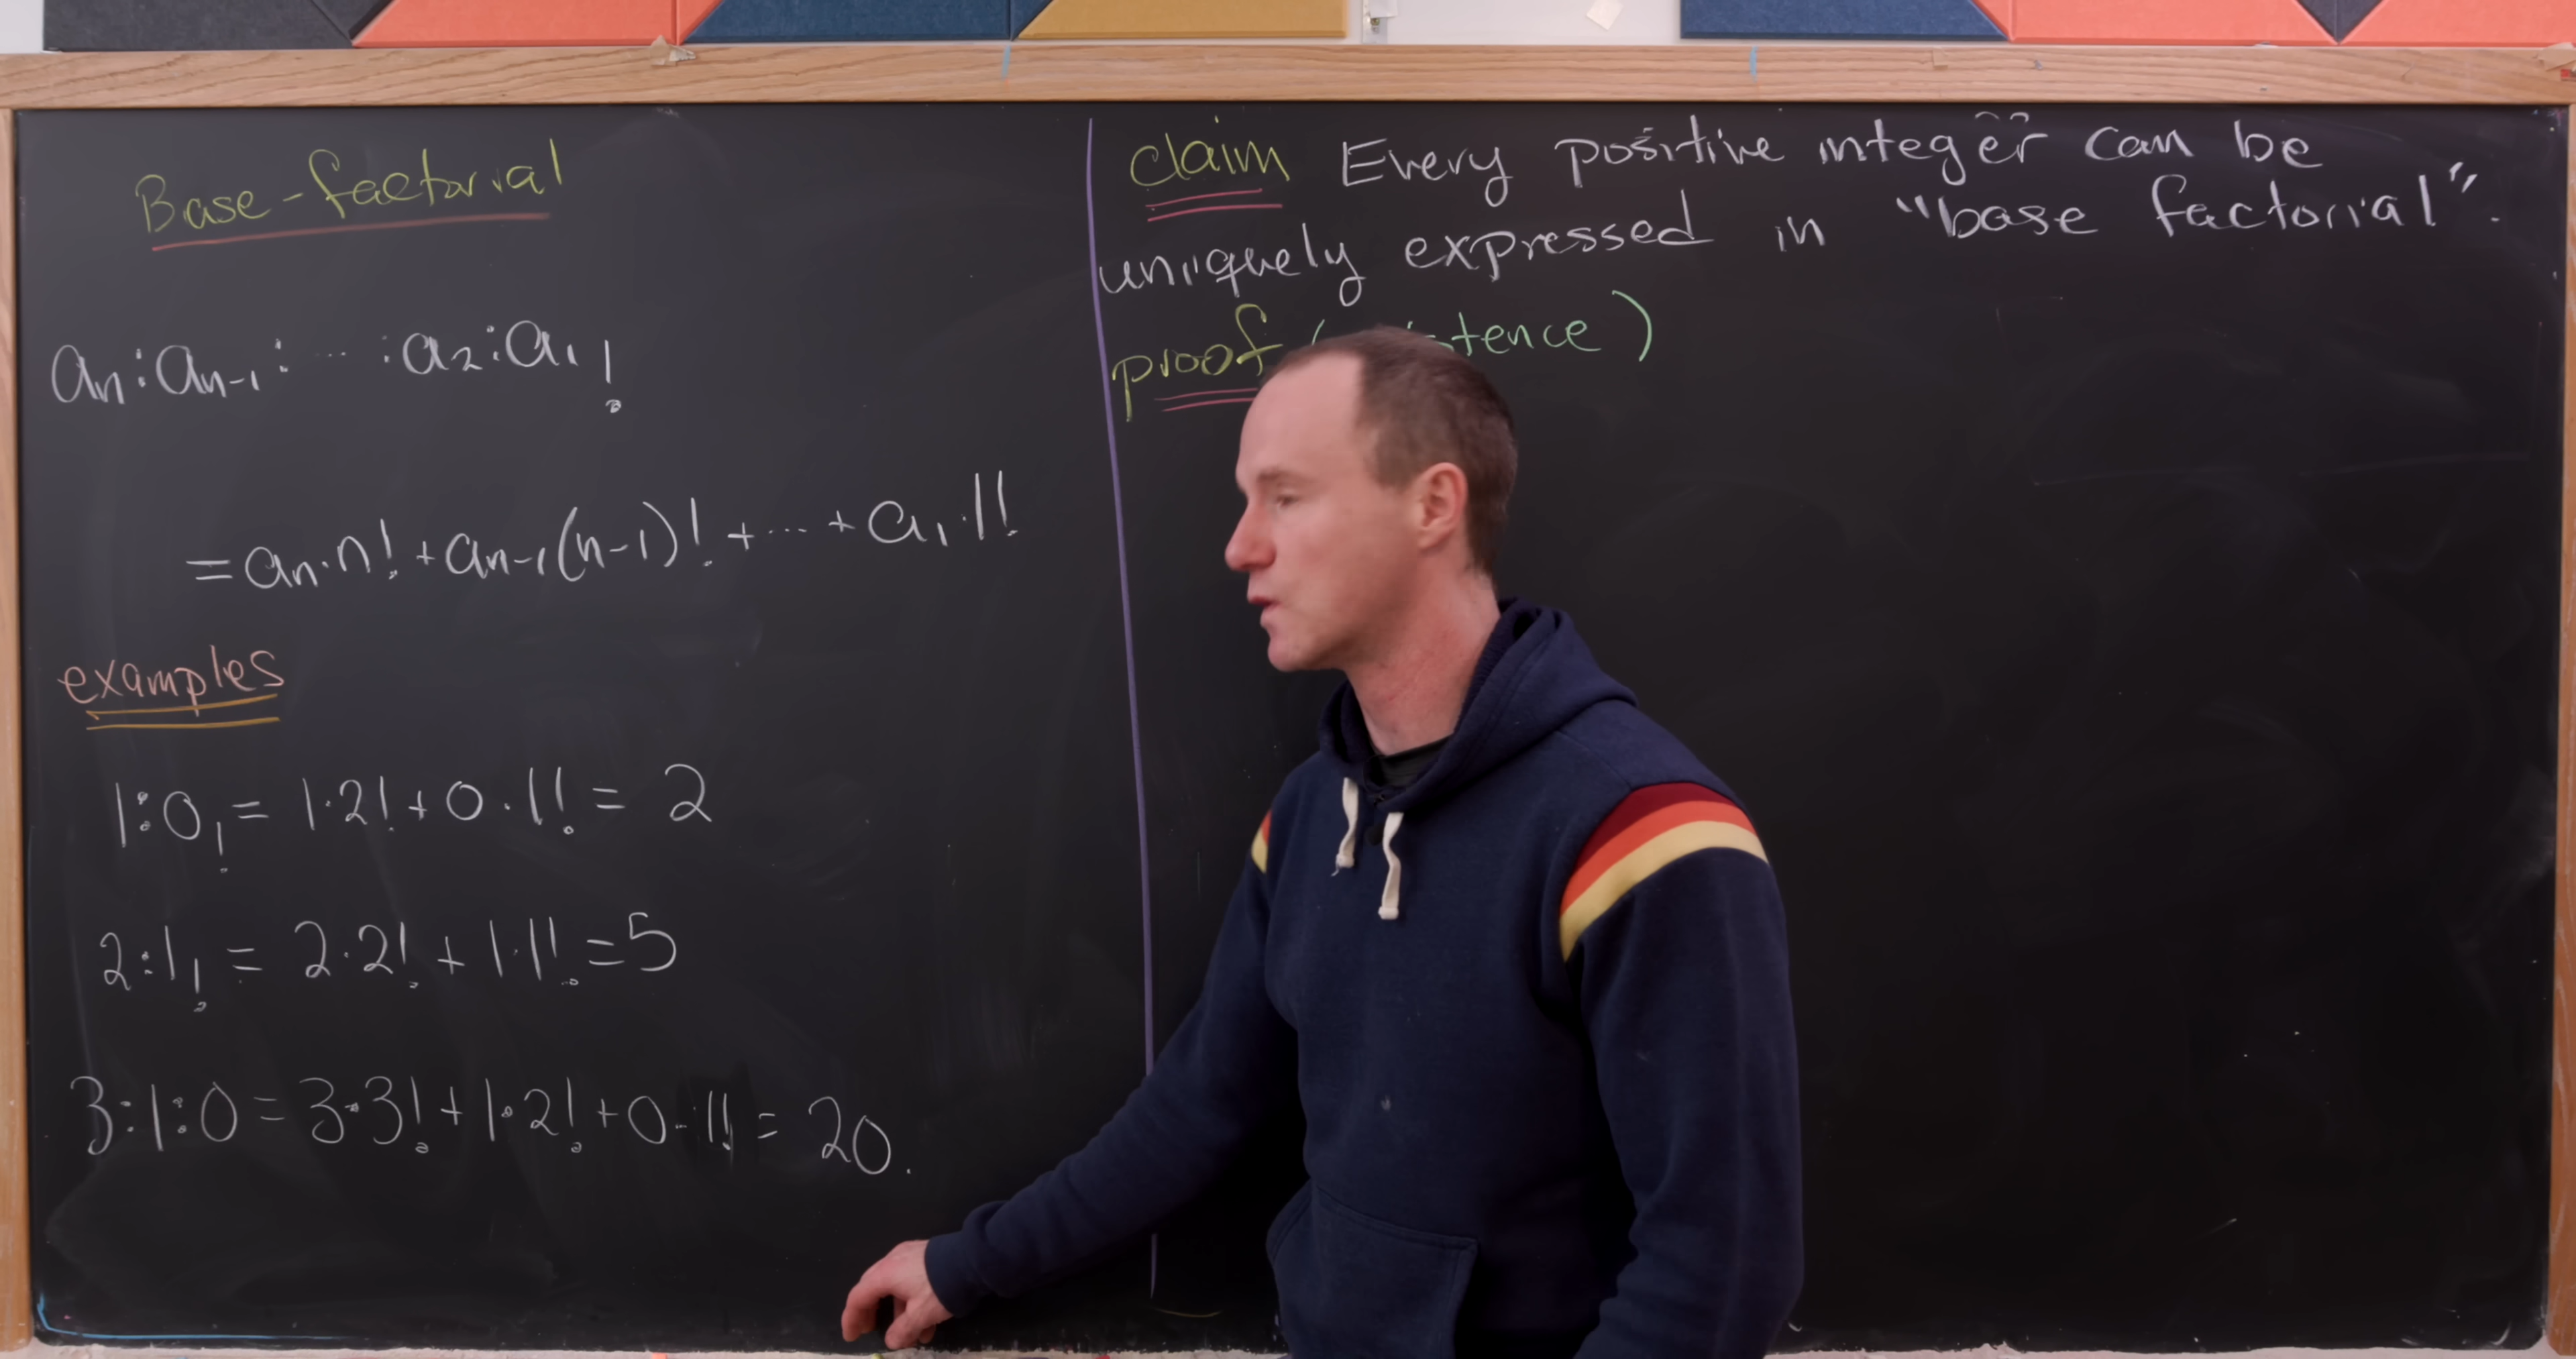 Base-factorial
aₙ:aₙ₋₁: ⋯ :a₂:a₁ !
= aₙ·n! + aₙ₋₁(n-1)! + ⋯ + a₁·1!
examples
1:0! = 1·2! + 0·1! = 2
2:1! = 2·2! + 1·1! = 5
3:1:0 = 3·3! + 1·2! + 0·1! = 20.
claim Every positive integer can be
uniquely expressed in "base factorial".
proof